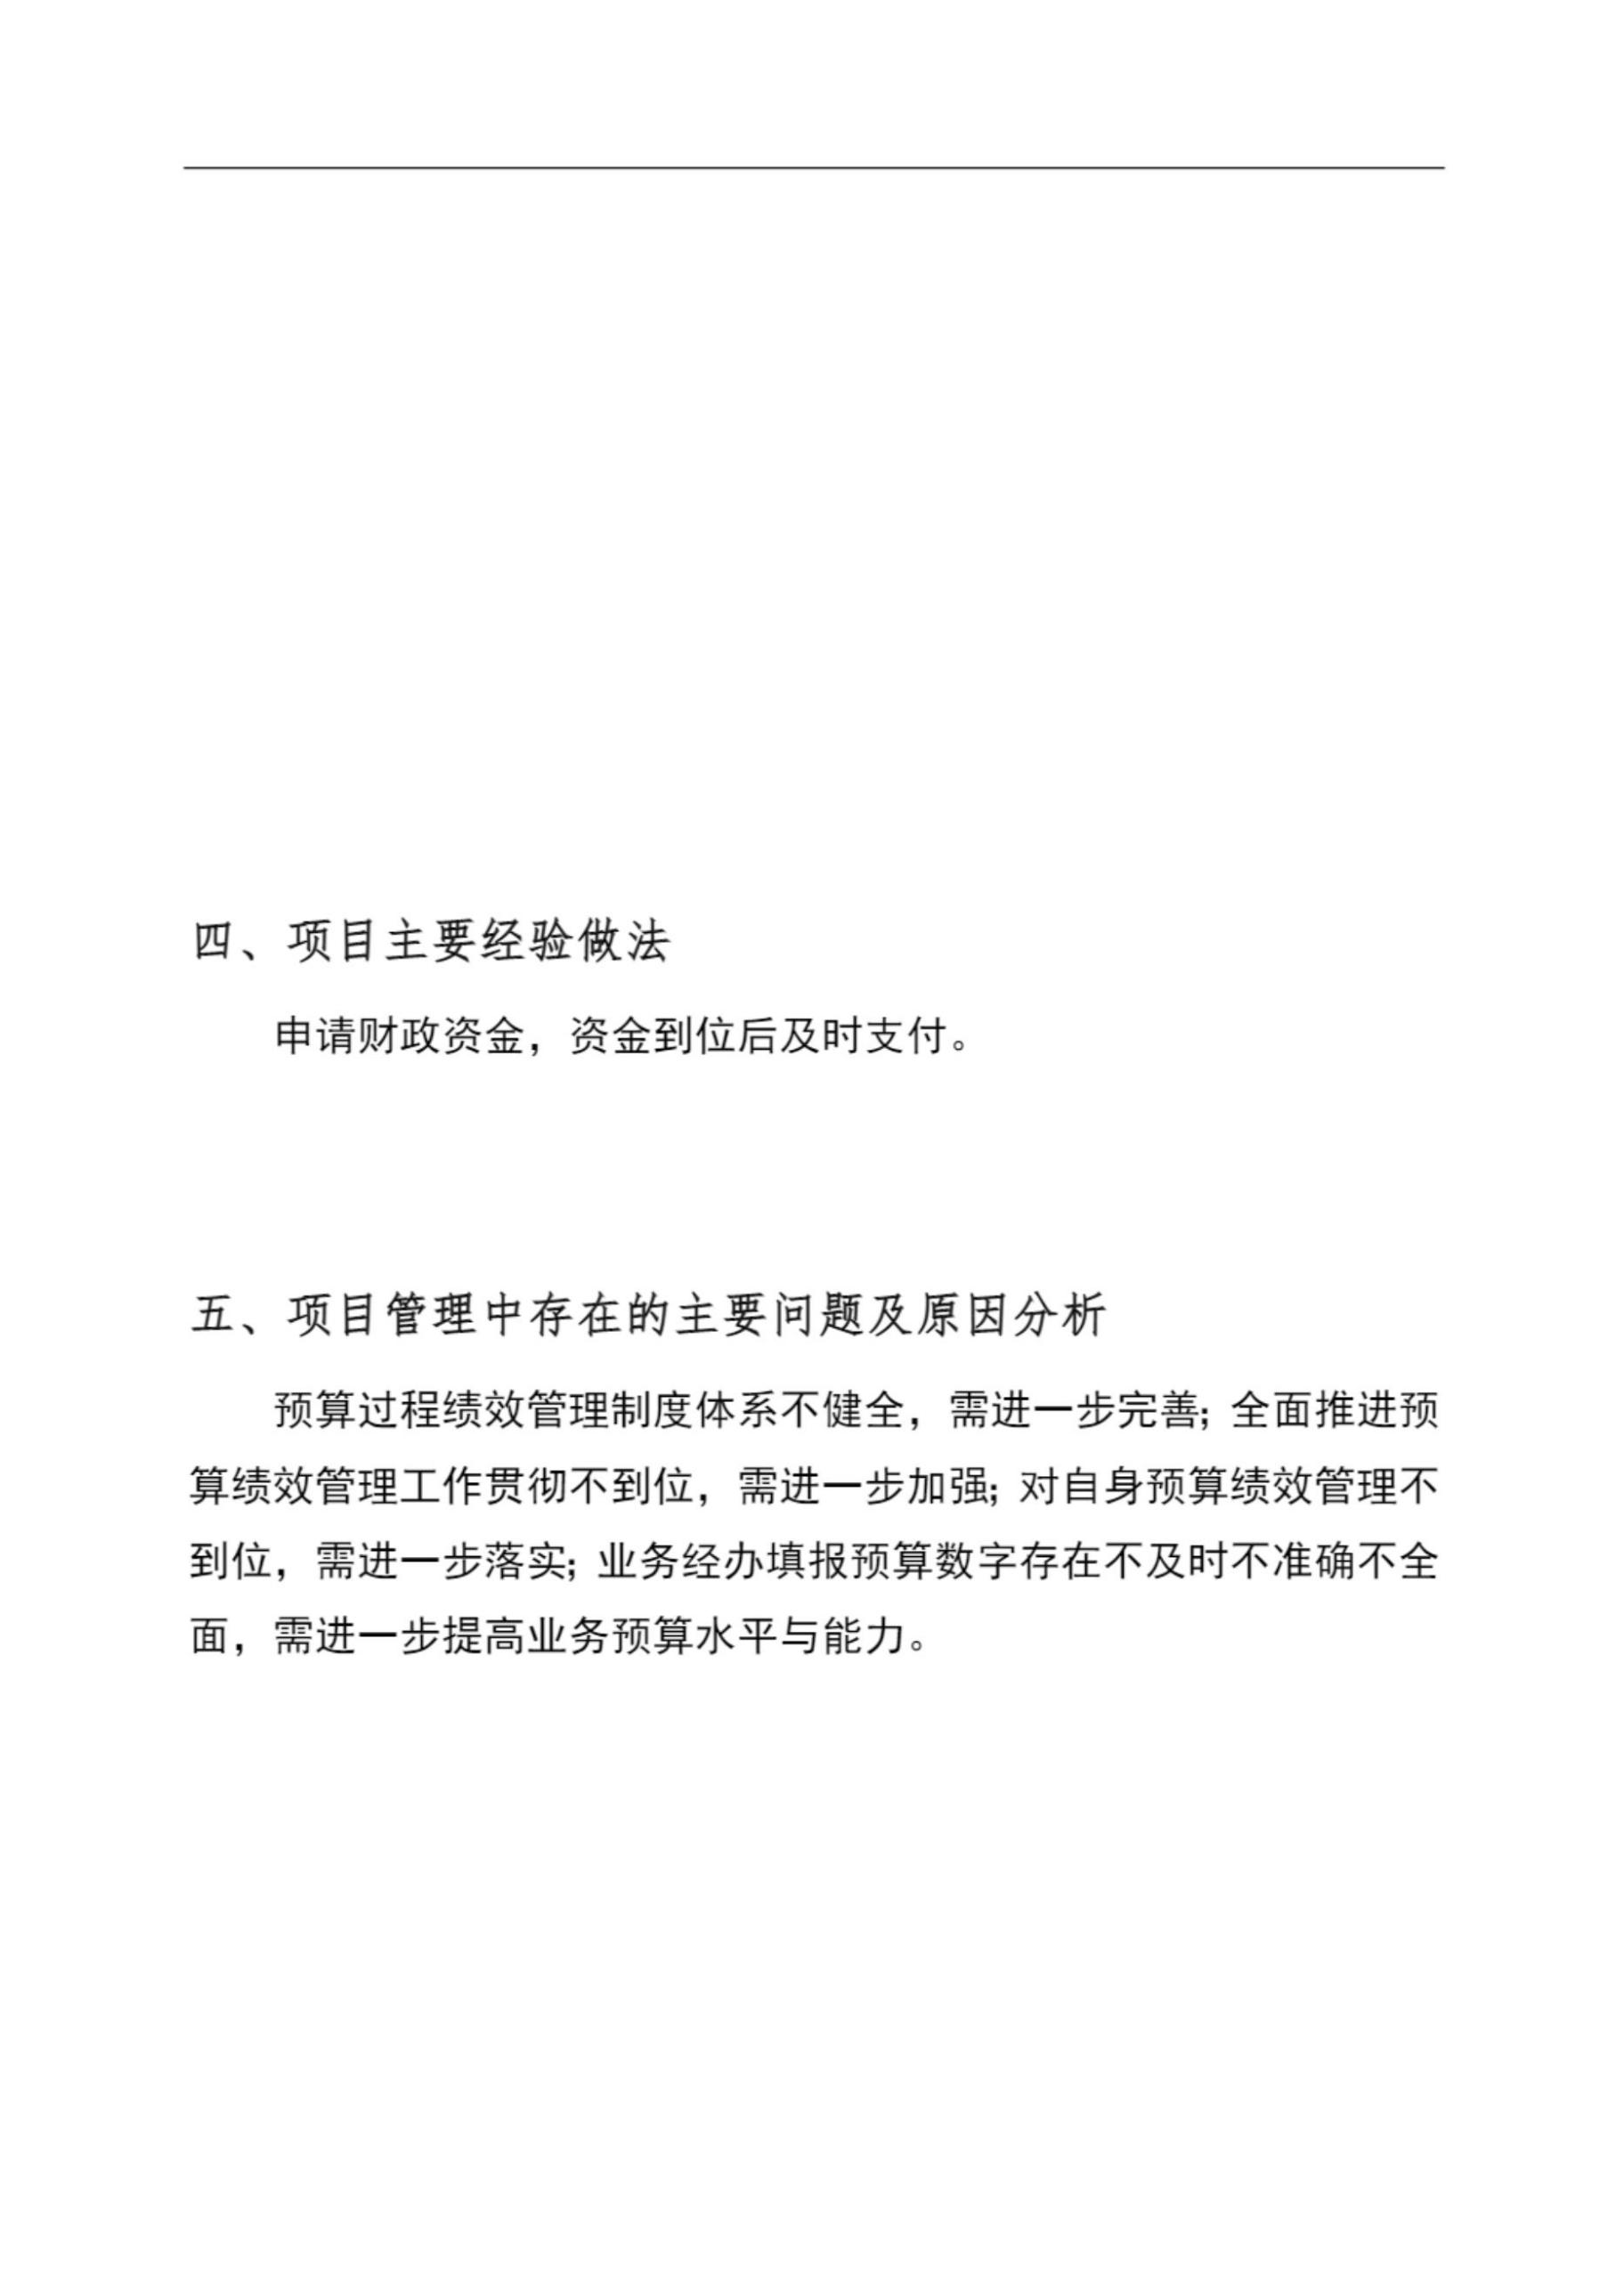 四、项目主要经验做法
申请财政资金，资金到位后及时支付。
五、项目管理中存在的主要问题及原因分析
预算过程绩效管理制度体系不健全，需进一步完善；全面推进预
算绩效管理工作贯彻不到位，需进一步加强；对自身预算绩效管理不
到位，需进一步落实；业务经办填报预算数字存在不及时不准确不全
面，需进一步提高业务预算水平与能力。